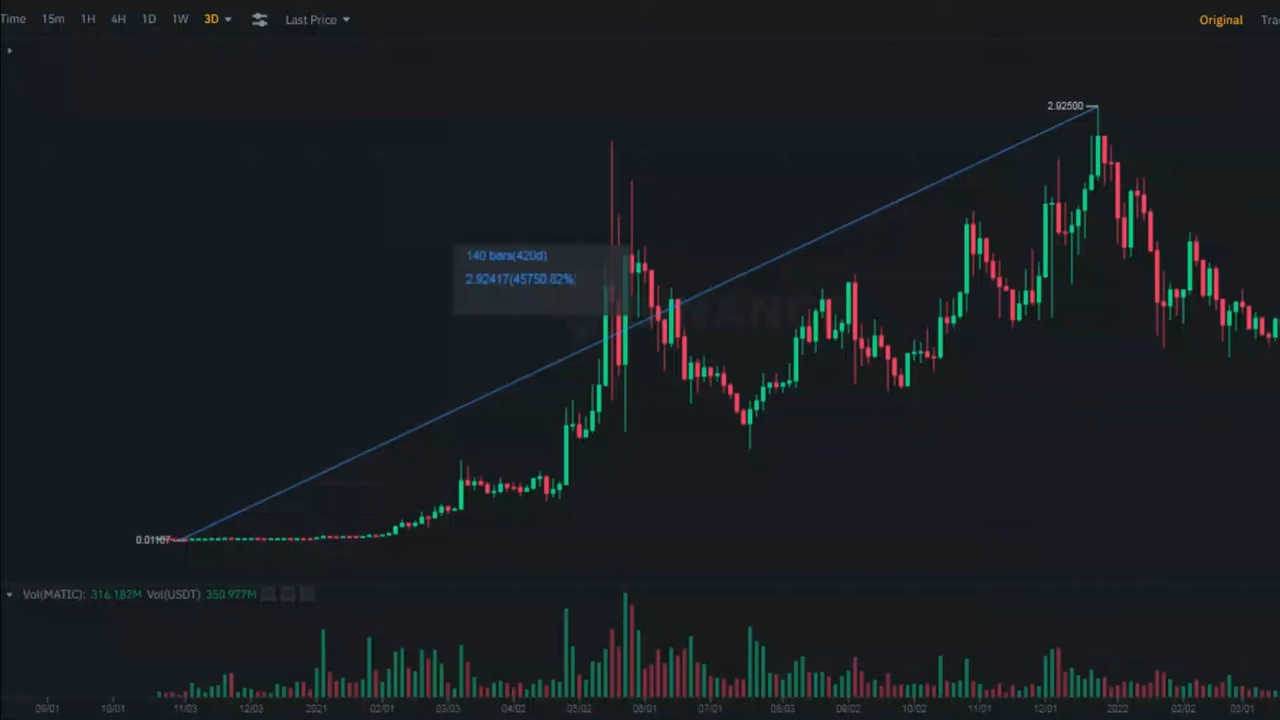 Time 15m 1H 4H 1D 1W 3D Last Price Original
2.92500
140 bars(420d)
2.92417(45750.82%)
0.01107
Vol(MATIC): 316.182M Vol(USDT) 350.977M
09/01 10/01 11/03 12/03 2021 02/01 03/03 04/02 05/02 06/01 07/01 08/03 09/02 10/02 11/01 12/01 2022 02/02 03/01